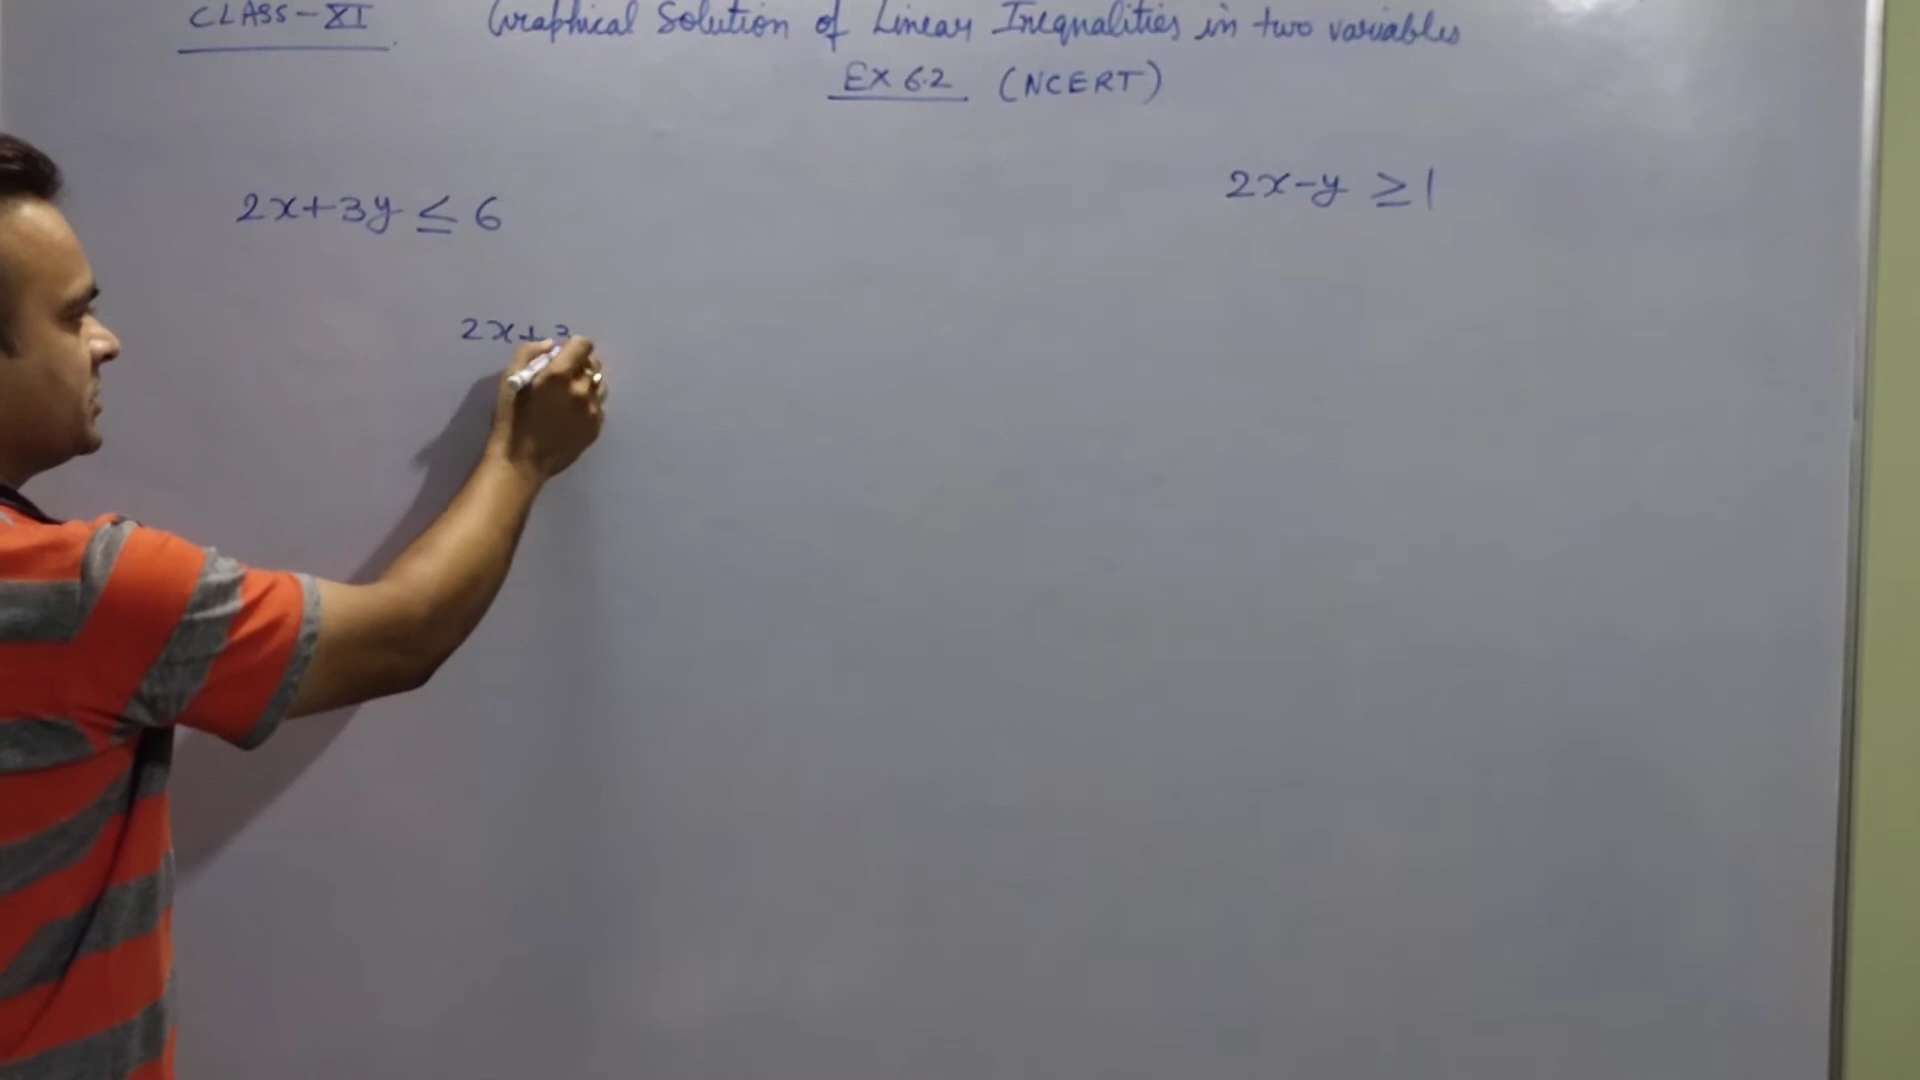 CLASS-XI Graphical Solution of Linear Inequalities in two variables
EX 6.2 (NCERT)
2x+3y ≤ 6
2x-y ≥ 1
2x+3